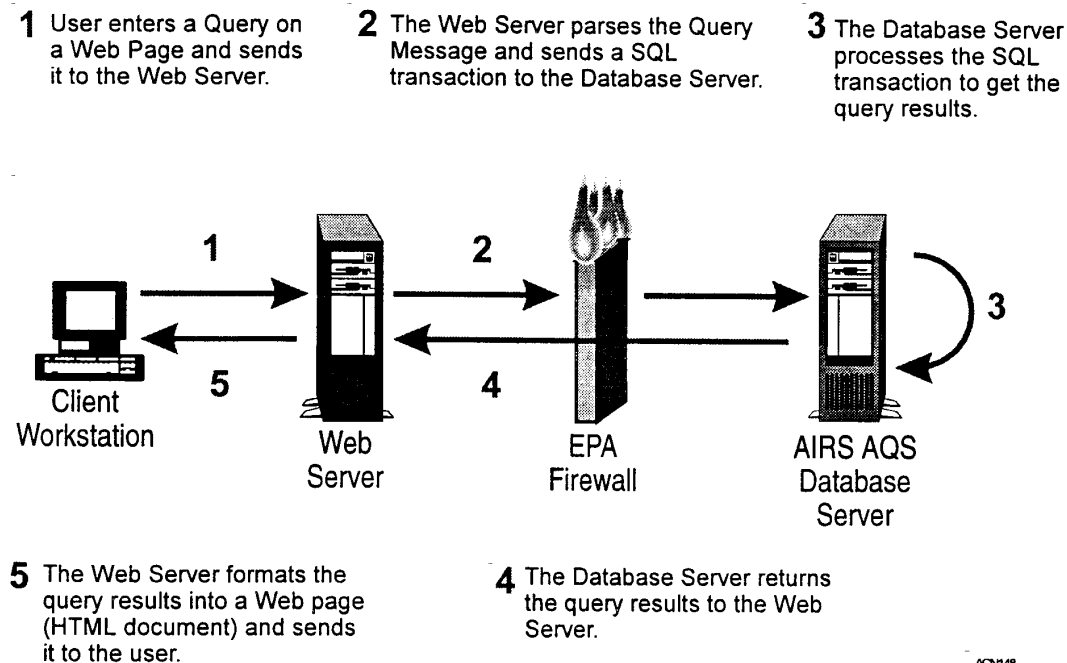 1 User enters a Query on
a Web Page and sends
it to the Web Server.
2 The Web Server parses the Query
Message and sends a SQL
transaction to the Database Server.
3 The Database Server
processes the SQL
transaction to get the
query results.
1
2
3
5
4
Client
Workstation
Web
Server
EPA
Firewall
AIRS AQS
Database
Server
5 The Web Server formats the
query results into a Web page
(HTML document) and sends
it to the user.
4 The Database Server returns
the query results to the Web
Server.